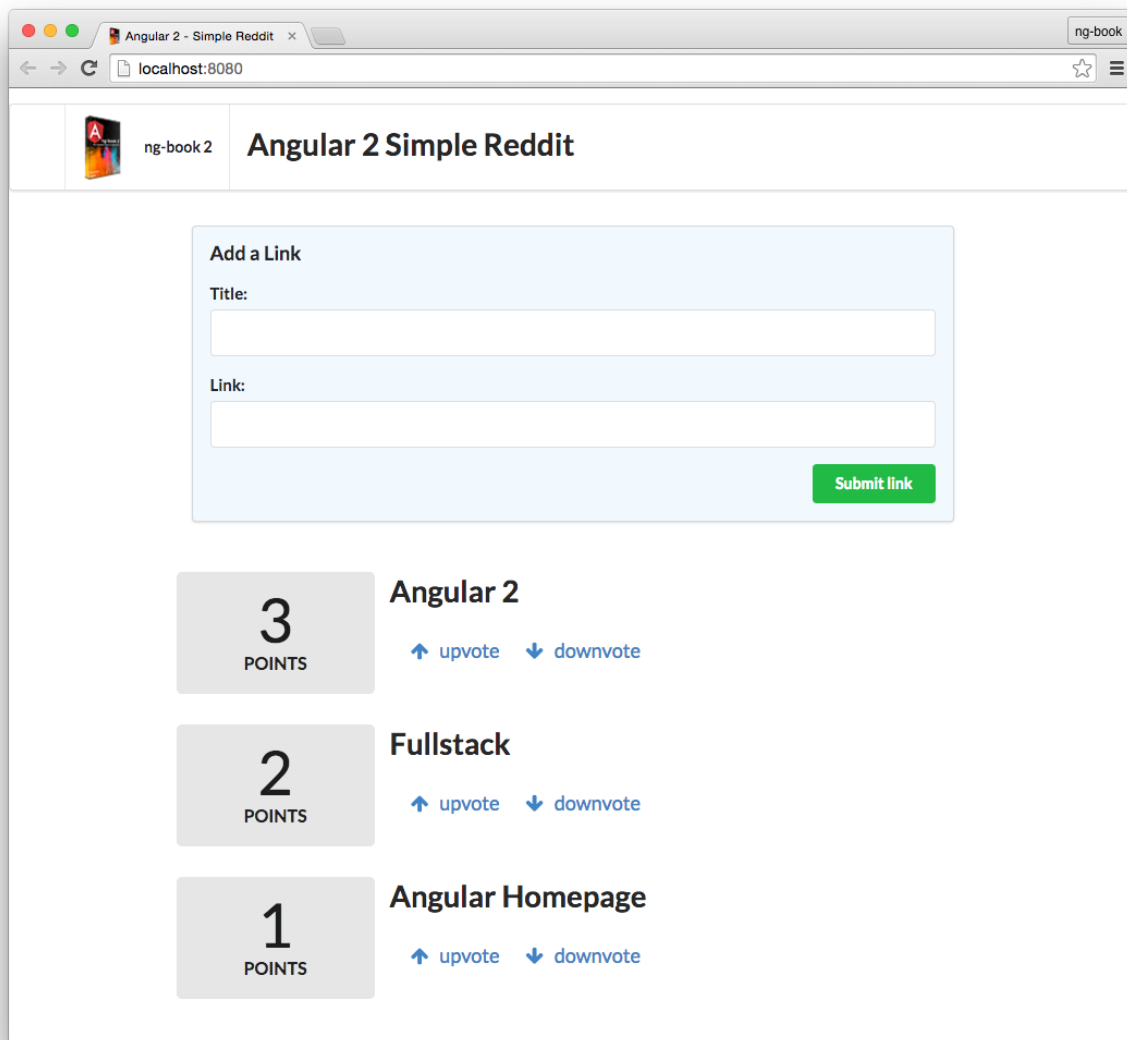 Angular 2 - Simple Reddit
ng-book
localhost:8080
ng-book 2
Angular 2 Simple Reddit
Add a Link
Title:
Link:
Submit link
3
POINTS
Angular 2
upvote downvote
2
POINTS
Fullstack
upvote downvote
1
POINTS
Angular Homepage
upvote downvote